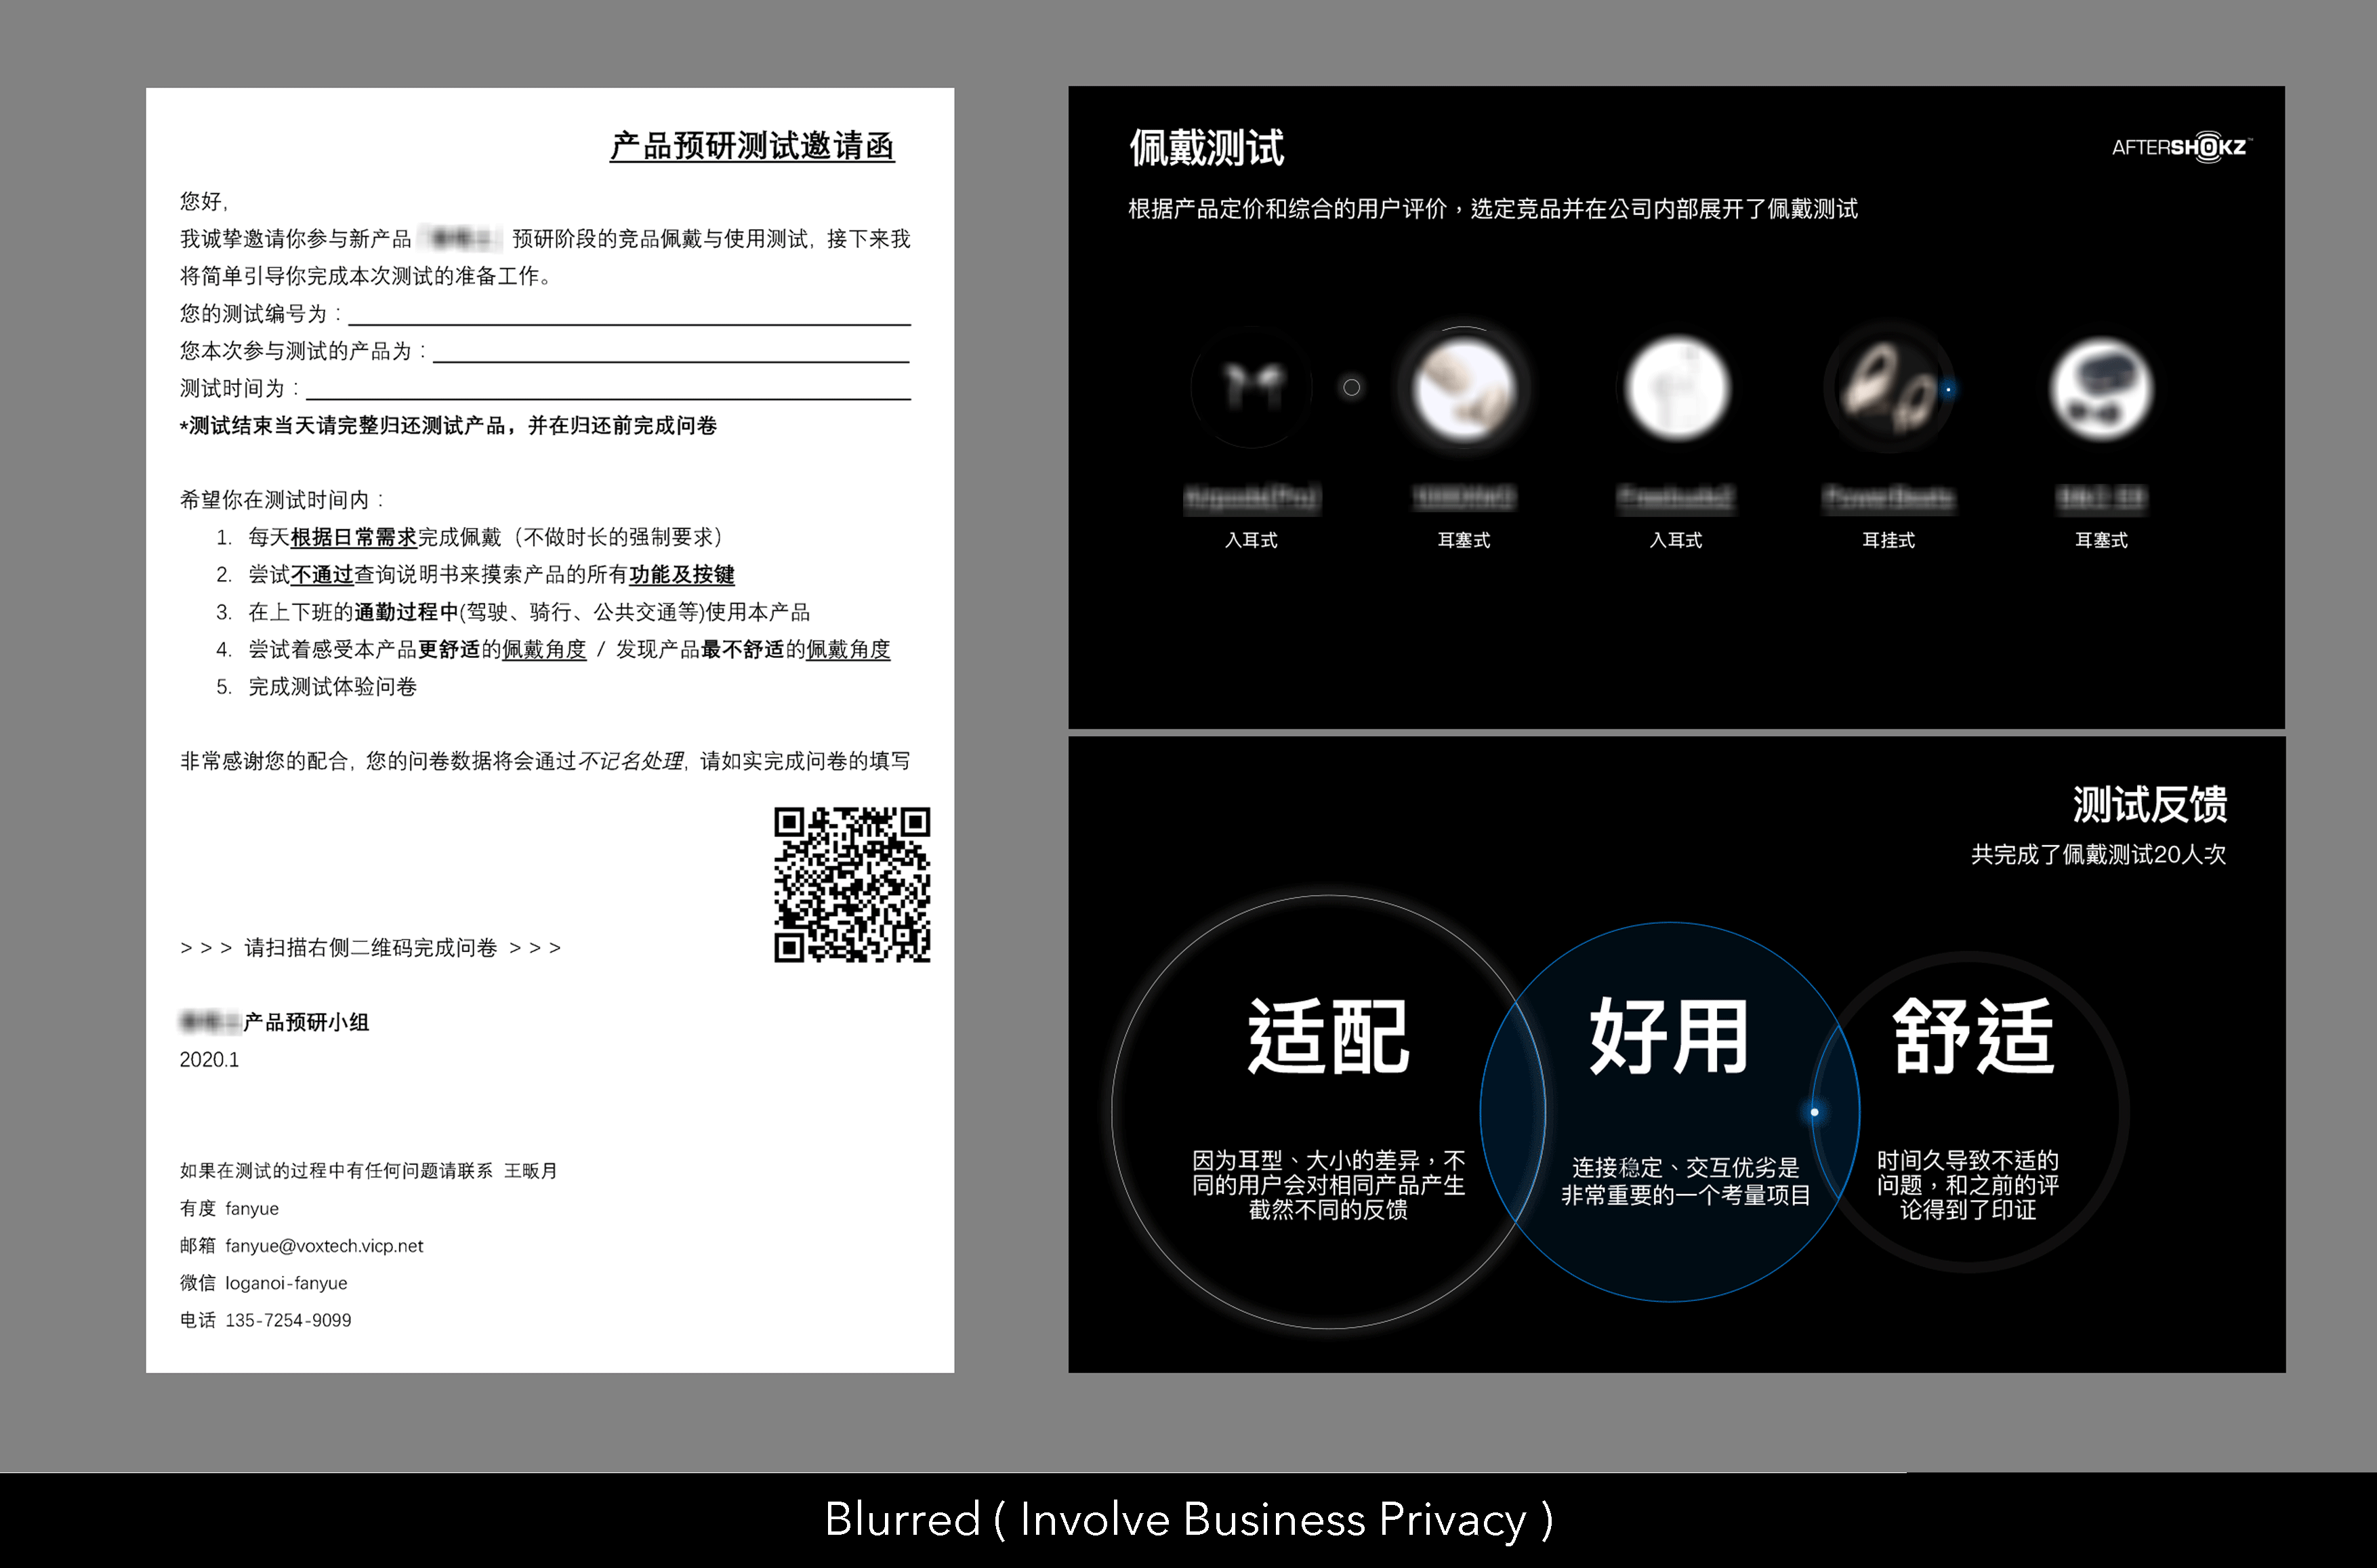 产品预研测试邀请函
您好,
我诚挚邀请你参与新产品 预研阶段的竞品佩戴与使用测试, 接下来我
将简单引导你完成本次测试的准备工作。
您的测试编号为：
您本次参与测试的产品为：
测试时间为：
*测试结束当天请完整归还测试产品，并在归还前完成问卷
希望你在测试时间内：
1. 每天根据日常需求完成佩戴（不做时长的强制要求）
2. 尝试不通过查询说明书来摸索产品的所有功能及按键
3. 在上下班的通勤过程中(驾驶、骑行、公共交通等)使用本产品
4. 尝试着感受本产品更舒适的佩戴角度 / 发现产品最不舒适的佩戴角度
5. 完成测试体验问卷
非常感谢您的配合, 您的问卷数据将会通过不记名处理, 请如实完成问卷的填写
> > > 请扫描右侧二维码完成问卷 > > >
产品预研小组
2020.1
如果在测试的过程中有任何问题请联系 王畈月
有度 fanyue
邮箱 fanyue@voxtech.vicp.net
微信 loganoi-fanyue
电话 135-7254-9099
佩戴测试
AFTERSHOKZ™
根据产品定价和综合的用户评价，选定竞品并在公司内部展开了佩戴测试
入耳式
耳塞式
入耳式
耳挂式
耳塞式
测试反馈
共完成了佩戴测试20人次
适配
因为耳型、大小的差异，不
同的用户会对相同产品产生
截然不同的反馈
好用
连接稳定、交互优劣是
非常重要的一个考量项目
舒适
时间久导致不适的
问题，和之前的评
论得到了印证
Blurred ( Involve Business Privacy )